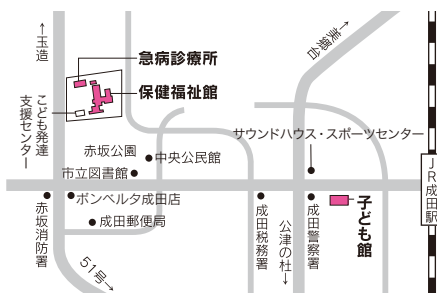 ←玉造
急病診療所
保健福祉館
こども発達
支援センター
←美郷台
サウンドハウス・スポーツセンター
赤坂公園
中央公民館
市立図書館
ボンベルタ成田店
成田郵便局
赤坂消防署
51号→
成田税務署
公津の杜→
成田警察署
子ども館
JR成田駅